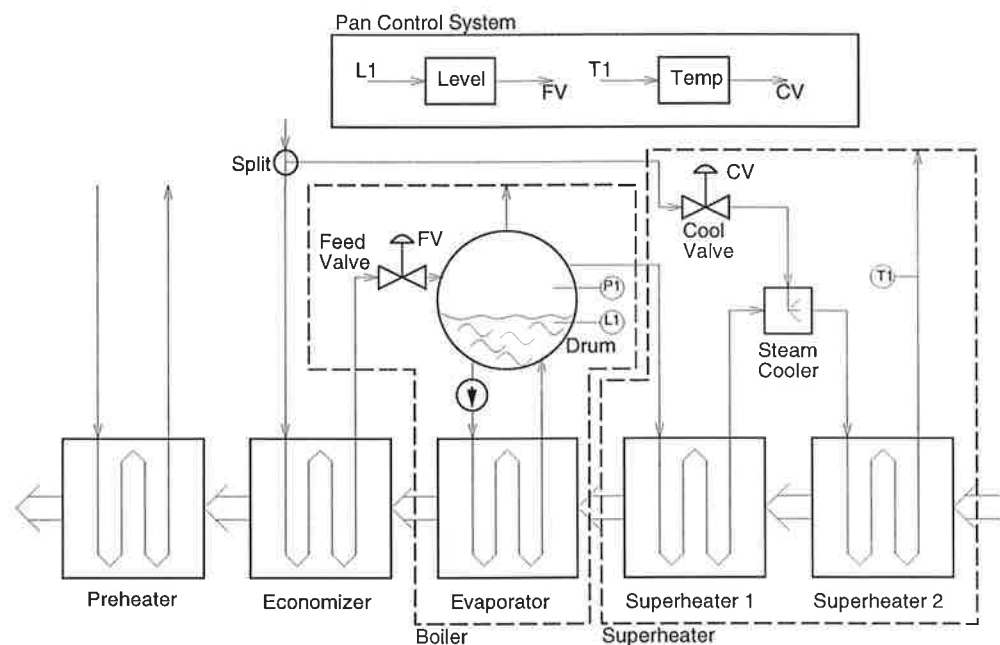 Pan Control System
L1
Level
FV
T1
Temp
CV
Split
CV
Cool
Valve
Feed
Valve
FV
P1
L1
Drum
T1
Steam
Cooler
Preheater
Economizer
Evaporator
Superheater 1
Superheater 2
Boiler
Superheater